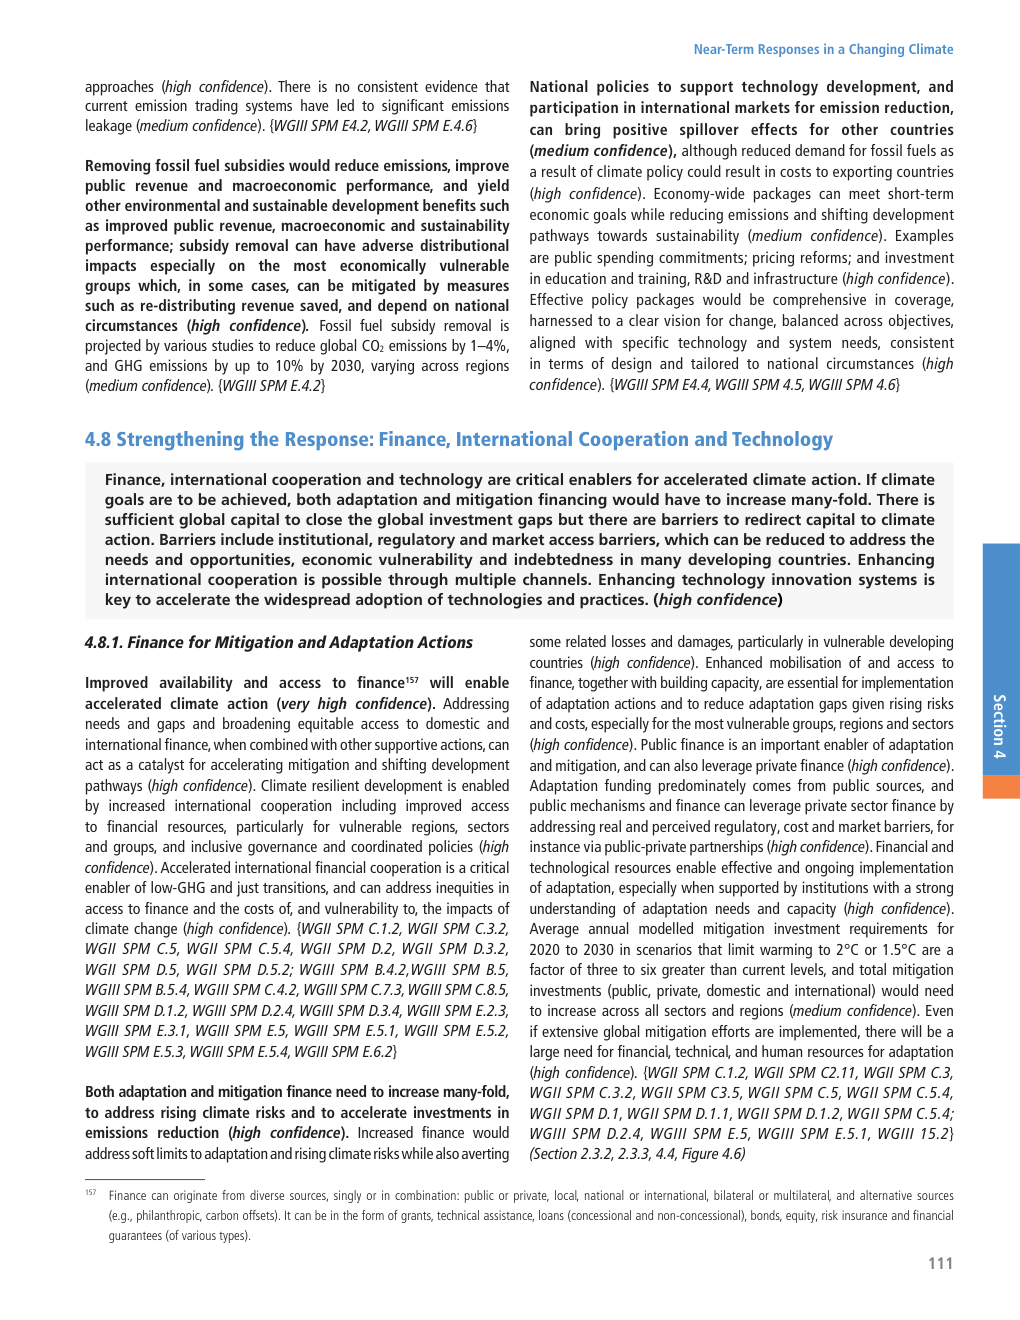 Near-Term Responses in a Changing Climate
approaches (high confidence). There is no consistent evidence that
current emission trading systems have led to significant emissions
leakage (medium confidence). {WGIII SPM E4.2, WGIII SPM E.4.6}
Removing fossil fuel subsidies would reduce emissions, improve
public revenue and macroeconomic performance, and yield
other environmental and sustainable development benefits such
as improved public revenue, macroeconomic and sustainability
performance; subsidy removal can have adverse distributional
impacts especially on the most economically vulnerable
groups which, in some cases, can be mitigated by measures
such as re-distributing revenue saved, and depend on national
circumstances (high confidence). Fossil fuel subsidy removal is
projected by various studies to reduce global CO₂ emissions by 1–4%,
and GHG emissions by up to 10% by 2030, varying across regions
(medium confidence). {WGIII SPM E.4.2}
National policies to support technology development, and
participation in international markets for emission reduction,
can bring positive spillover effects for other countries
(medium confidence), although reduced demand for fossil fuels as
a result of climate policy could result in costs to exporting countries
(high confidence). Economy-wide packages can meet short-term
economic goals while reducing emissions and shifting development
pathways towards sustainability (medium confidence). Examples
are public spending commitments; pricing reforms; and investment
in education and training, R&D and infrastructure (high confidence).
Effective policy packages would be comprehensive in coverage,
harnessed to a clear vision for change, balanced across objectives,
aligned with specific technology and system needs, consistent
in terms of design and tailored to national circumstances (high
confidence). {WGIII SPM E4.4, WGIII SPM 4.5, WGIII SPM 4.6}
4.8 Strengthening the Response: Finance, International Cooperation and Technology
Finance, international cooperation and technology are critical enablers for accelerated climate action. If climate
goals are to be achieved, both adaptation and mitigation financing would have to increase many-fold. There is
sufficient global capital to close the global investment gaps but there are barriers to redirect capital to climate
action. Barriers include institutional, regulatory and market access barriers, which can be reduced to address the
needs and opportunities, economic vulnerability and indebtedness in many developing countries. Enhancing
international cooperation is possible through multiple channels. Enhancing technology innovation systems is
key to accelerate the widespread adoption of technologies and practices. (high confidence)
4.8.1. Finance for Mitigation and Adaptation Actions
Improved availability and access to finance¹⁵⁷ will enable
accelerated climate action (very high confidence). Addressing
needs and gaps and broadening equitable access to domestic and
international finance, when combined with other supportive actions, can
act as a catalyst for accelerating mitigation and shifting development
pathways (high confidence). Climate resilient development is enabled
by increased international cooperation including improved access
to financial resources, particularly for vulnerable regions, sectors
and groups, and inclusive governance and coordinated policies (high
confidence). Accelerated international financial cooperation is a critical
enabler of low-GHG and just transitions, and can address inequities in
access to finance and the costs of, and vulnerability to, the impacts of
climate change (high confidence). {WGII SPM C.1.2, WGII SPM C.3.2,
WGII SPM C.5, WGII SPM C.5.4, WGII SPM D.2, WGII SPM D.3.2,
WGII SPM D.5, WGII SPM D.5.2; WGIII SPM B.4.2,WGIII SPM B.5,
WGIII SPM B.5.4, WGIII SPM C.4.2, WGIII SPM C.7.3, WGIII SPM C.8.5,
WGIII SPM D.1.2, WGIII SPM D.2.4, WGIII SPM D.3.4, WGIII SPM E.2.3,
WGIII SPM E.3.1, WGIII SPM E.5, WGIII SPM E.5.1, WGIII SPM E.5.2,
WGIII SPM E.5.3, WGIII SPM E.5.4, WGIII SPM E.6.2}
Both adaptation and mitigation finance need to increase many-fold,
to address rising climate risks and to accelerate investments in
emissions reduction (high confidence). Increased finance would
address soft limits to adaptation and rising climate risks while also averting
some related losses and damages, particularly in vulnerable developing
countries (high confidence). Enhanced mobilisation of and access to
finance, together with building capacity, are essential for implementation
of adaptation actions and to reduce adaptation gaps given rising risks
and costs, especially for the most vulnerable groups, regions and sectors
(high confidence). Public finance is an important enabler of adaptation
and mitigation, and can also leverage private finance (high confidence).
Adaptation funding predominately comes from public sources, and
public mechanisms and finance can leverage private sector finance by
addressing real and perceived regulatory, cost and market barriers, for
instance via public-private partnerships (high confidence). Financial and
technological resources enable effective and ongoing implementation
of adaptation, especially when supported by institutions with a strong
understanding of adaptation needs and capacity (high confidence).
Average annual modelled mitigation investment requirements for
2020 to 2030 in scenarios that limit warming to 2°C or 1.5°C are a
factor of three to six greater than current levels, and total mitigation
investments (public, private, domestic and international) would need
to increase across all sectors and regions (medium confidence). Even
if extensive global mitigation efforts are implemented, there will be a
large need for financial, technical, and human resources for adaptation
(high confidence). {WGII SPM C.1.2, WGII SPM C2.11, WGII SPM C.3,
WGII SPM C.3.2, WGII SPM C3.5, WGII SPM C.5, WGII SPM C.5.4,
WGII SPM D.1, WGII SPM D.1.1, WGII SPM D.1.2, WGII SPM C.5.4;
WGIII SPM D.2.4, WGIII SPM E.5, WGIII SPM E.5.1, WGIII 15.2}
(Section 2.3.2, 2.3.3, 4.4, Figure 4.6)
Section 4
157 Finance can originate from diverse sources, singly or in combination: public or private, local, national or international, bilateral or multilateral, and alternative sources
(e.g., philanthropic, carbon offsets). It can be in the form of grants, technical assistance, loans (concessional and non-concessional), bonds, equity, risk insurance and financial
guarantees (of various types).
111